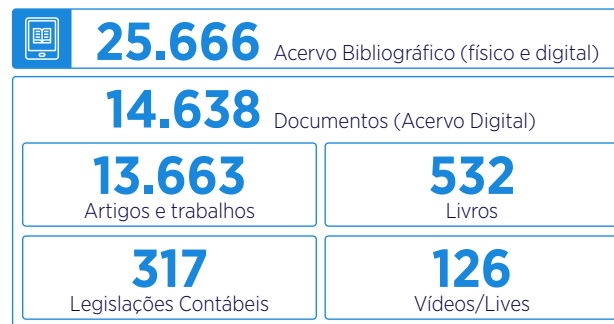 25.666 Acervo Bibliográfico (físico e digital)
14.638 Documentos (Acervo Digital)
13.663
Artigos e trabalhos
532
Livros
317
Legislações Contábeis
126
Vídeos/Lives